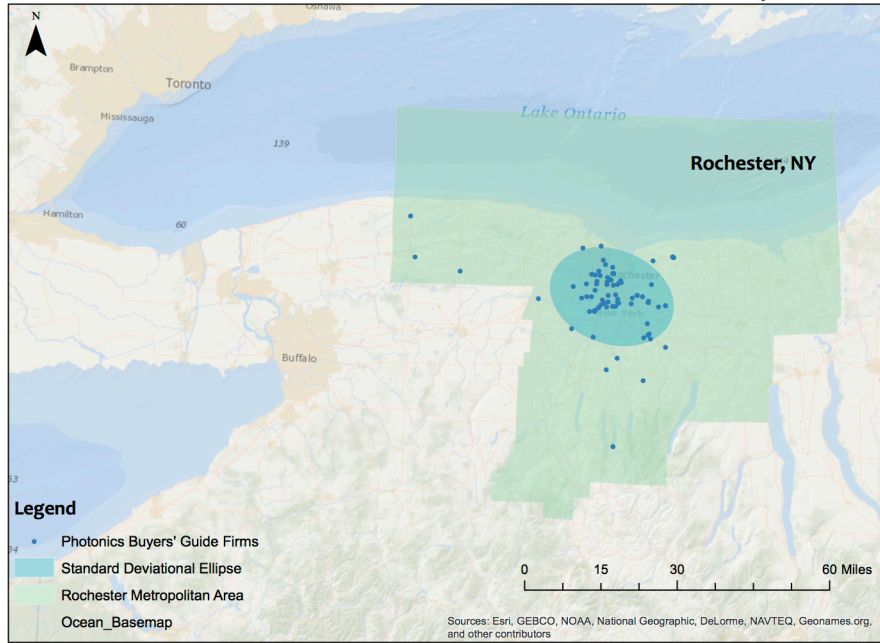 N
Oshawa
Brampton
Toronto
Mississauga
Lake Ontario
139
Rochester, NY
Hamilton
60
Rochester
New York
Buffalo
53
Legend
34
Photonics Buyers' Guide Firms
Standard Deviational Ellipse
Rochester Metropolitan Area
Ocean_Basemap
0 15 30 60 Miles
Sources: Esri, GEBCO, NOAA, National Geographic, DeLorme, NAVTEQ, Geonames.org,
and other contributors